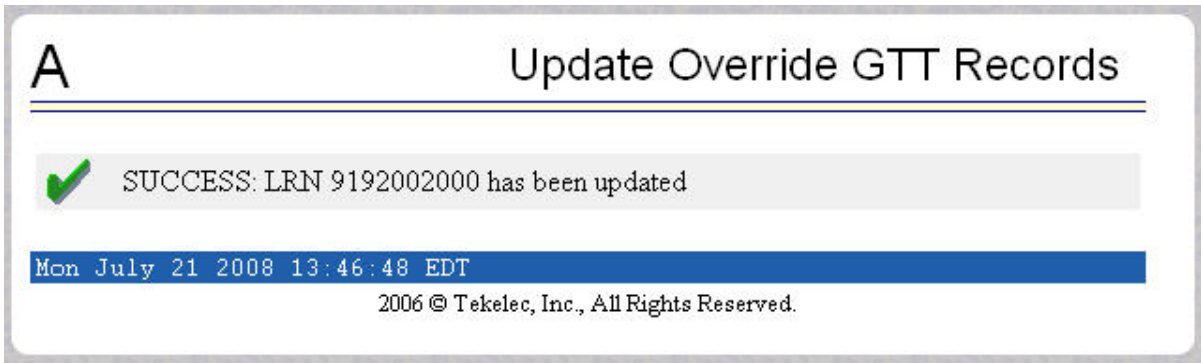 A Update Override GTT Records
SUCCESS: LRN 9192002000 has been updated
Mon July 21 2008 13:46:48 EDT
2006 © Tekelec, Inc., All Rights Reserved.